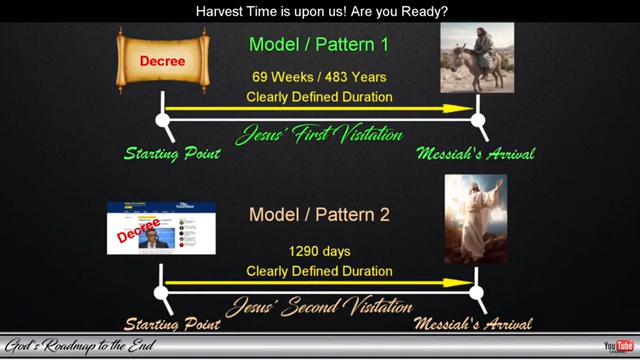 Harvest Time is upon us! Are you Ready?
Model / Pattern 1
Decree
69 Weeks / 483 Years
Clearly Defined Duration
Jesus' First Visitation
Starting Point
Messiah's Arrival
Model / Pattern 2
Decree
1290 days
Clearly Defined Duration
Jesus' Second Visitation
Starting Point
Messiah's Arrival
God's Roadmap to the End
YouTube